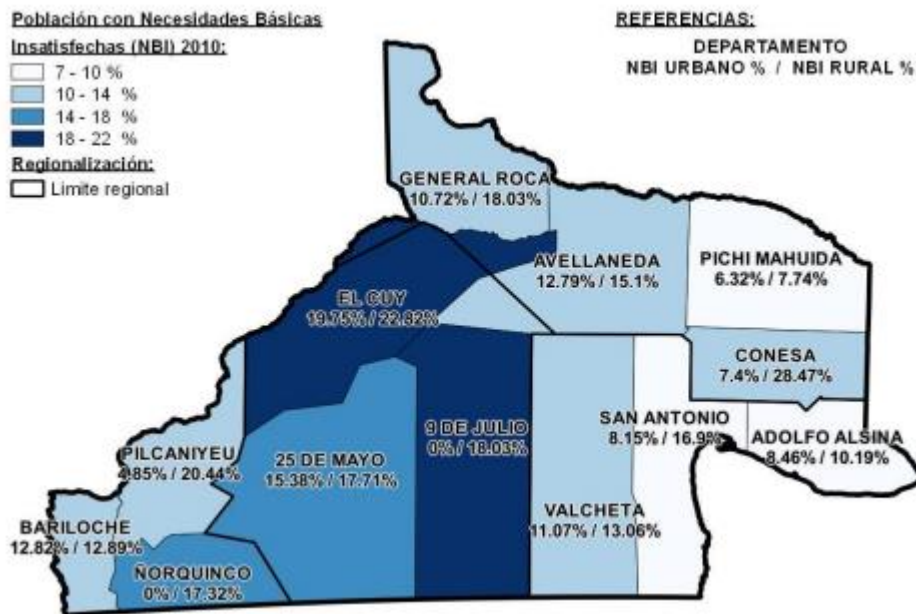 Población con Necesidades Básicas
Insatisfechas (NBI) 2010:
7 - 10 %
10 - 14 %
14 - 18 %
18 - 22 %
Regionalización:
Limite regional
REFERENCIAS:
DEPARTAMENTO
NBI URBANO % / NBI RURAL %
GENERAL ROCA
10.72% / 18.03%
AVELLANEDA
12.79% / 15.1%
PICHI MAHUIDA
6.32% / 7.74%
EL CUY
19.75% / 22.82%
CONESA
7.4% / 28.47%
9 DE JULIO
0% / 18.03%
SAN ANTONIO
8.15% / 16.9%
ADOLFO ALSINA
8.46% / 10.19%
PILCANIYEU
4.85% / 20.44%
25 DE MAYO
15.38% / 17.71%
VALCHETA
11.07% / 13.06%
BARILOCHE
12.82% / 12.89%
ÑORQUINCO
0% / 17.32%